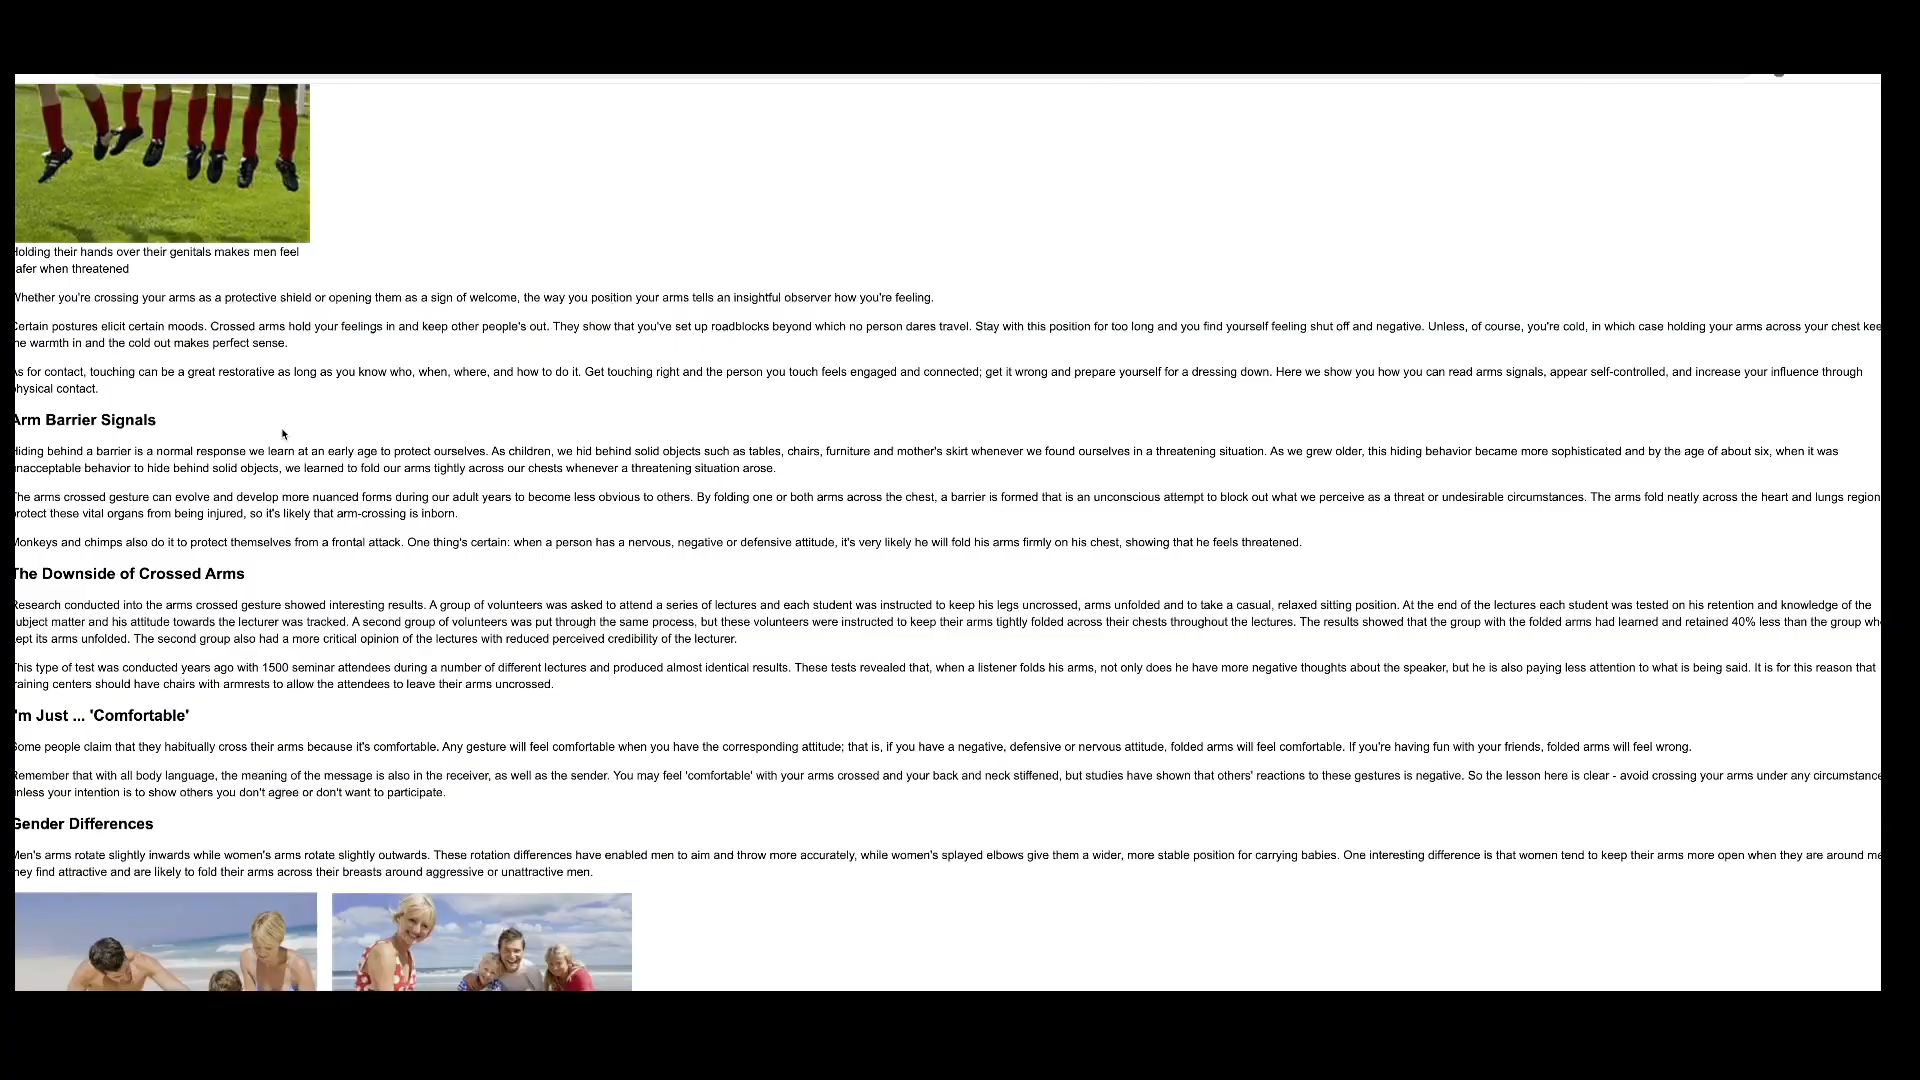 Holding their hands over their genitals makes men feel
afer when threatened
Whether you're crossing your arms as a protective shield or opening them as a sign of welcome, the way you position your arms tells an insightful observer how you're feeling.
Certain postures elicit certain moods. Crossed arms hold your feelings in and keep other people's out. They show that you've set up roadblocks beyond which no person dares travel. Stay with this position for too long and you find yourself feeling shut off and negative. Unless, of course, you're cold, in which case holding your arms across your chest kee
he warmth in and the cold out makes perfect sense.
As for contact, touching can be a great restorative as long as you know who, when, where, and how to do it. Get touching right and the person you touch feels engaged and connected; get it wrong and prepare yourself for a dressing down. Here we show you how you can read arms signals, appear self-controlled, and increase your influence through
physical contact.
Arm Barrier Signals
Hiding behind a barrier is a normal response we learn at an early age to protect ourselves. As children, we hid behind solid objects such as tables, chairs, furniture and mother's skirt whenever we found ourselves in a threatening situation. As we grew older, this hiding behavior became more sophisticated and by the age of about six, when it was
unacceptable behavior to hide behind solid objects, we learned to fold our arms tightly across our chests whenever a threatening situation arose.
The arms crossed gesture can evolve and develop more nuanced forms during our adult years to become less obvious to others. By folding one or both arms across the chest, a barrier is formed that is an unconscious attempt to block out what we perceive as a threat or undesirable circumstances. The arms fold neatly across the heart and lungs region
protect these vital organs from being injured, so it's likely that arm-crossing is inborn.
Monkeys and chimps also do it to protect themselves from a frontal attack. One thing's certain: when a person has a nervous, negative or defensive attitude, it's very likely he will fold his arms firmly on his chest, showing that he feels threatened.
The Downside of Crossed Arms
Research conducted into the arms crossed gesture showed interesting results. A group of volunteers was asked to attend a series of lectures and each student was instructed to keep his legs uncrossed, arms unfolded and to take a casual, relaxed sitting position. At the end of the lectures each student was tested on his retention and knowledge of the
ubject matter and his attitude towards the lecturer was tracked. A second group of volunteers was put through the same process, but these volunteers were instructed to keep their arms tightly folded across their chests throughout the lectures. The results showed that the group with the folded arms had learned and retained 40% less than the group wh
kept its arms unfolded. The second group also had a more critical opinion of the lectures with reduced perceived credibility of the lecturer.
This type of test was conducted years ago with 1500 seminar attendees during a number of different lectures and produced almost identical results. These tests revealed that, when a listener folds his arms, not only does he have more negative thoughts about the speaker, but he is also paying less attention to what is being said. It is for this reason that
training centers should have chairs with armrests to allow the attendees to leave their arms uncrossed.
I'm Just ... 'Comfortable'
Some people claim that they habitually cross their arms because it's comfortable. Any gesture will feel comfortable when you have the corresponding attitude; that is, if you have a negative, defensive or nervous attitude, folded arms will feel comfortable. If you're having fun with your friends, folded arms will feel wrong.
Remember that with all body language, the meaning of the message is also in the receiver, as well as the sender. You may feel 'comfortable' with your arms crossed and your back and neck stiffened, but studies have shown that others' reactions to these gestures is negative. So the lesson here is clear - avoid crossing your arms under any circumstance
unless your intention is to show others you don't agree or don't want to participate.
Gender Differences
Men's arms rotate slightly inwards while women's arms rotate slightly outwards. These rotation differences have enabled men to aim and throw more accurately, while women's splayed elbows give them a wider, more stable position for carrying babies. One interesting difference is that women tend to keep their arms more open when they are around me
they find attractive and are likely to fold their arms across their breasts around aggressive or unattractive men.